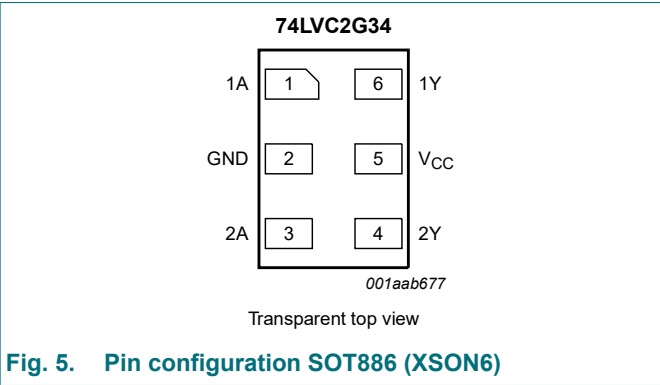 74LVC2G34
1A 1 6 1Y
GND 2 5 VCC
2A 3 4 2Y
001aab677
Transparent top view
Fig. 5. Pin configuration SOT886 (XSON6)